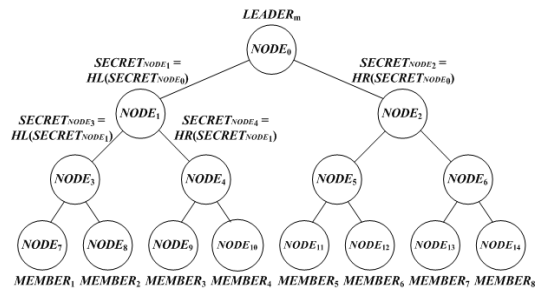 LEADERm
NODE0
SECRETNODE1 =
HL(SECRETNODE0)
SECRETNODE2 =
HR(SECRETNODE0)
NODE1
NODE2
SECRETNODE3 =
HL(SECRETNODE1)
SECRETNODE4 =
HR(SECRETNODE1)
NODE3
NODE4
NODE5
NODE6
NODE7
NODE8
NODE9
NODE10
NODE11
NODE12
NODE13
NODE14
MEMBER1 MEMBER2 MEMBER3 MEMBER4 MEMBER5 MEMBER6 MEMBER7 MEMBER8